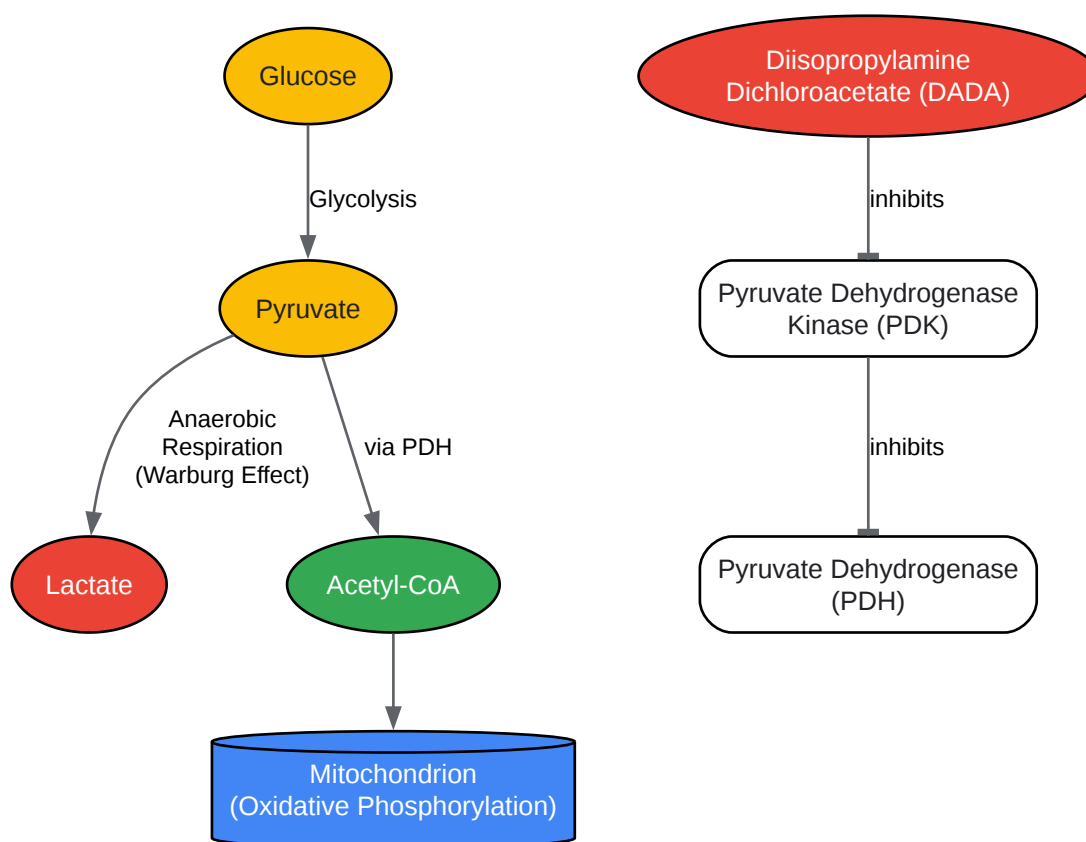 Glucose
Glycolysis
Pyruvate
Anaerobic
Respiration
(Warburg Effect)
via PDH
Lactate
Acetyl-CoA
Mitochondrion
(Oxidative Phosphorylation)
Diisopropylamine
Dichloroacetate (DADA)
inhibits
Pyruvate Dehydrogenase
Kinase (PDK)
inhibits
Pyruvate Dehydrogenase
(PDH)